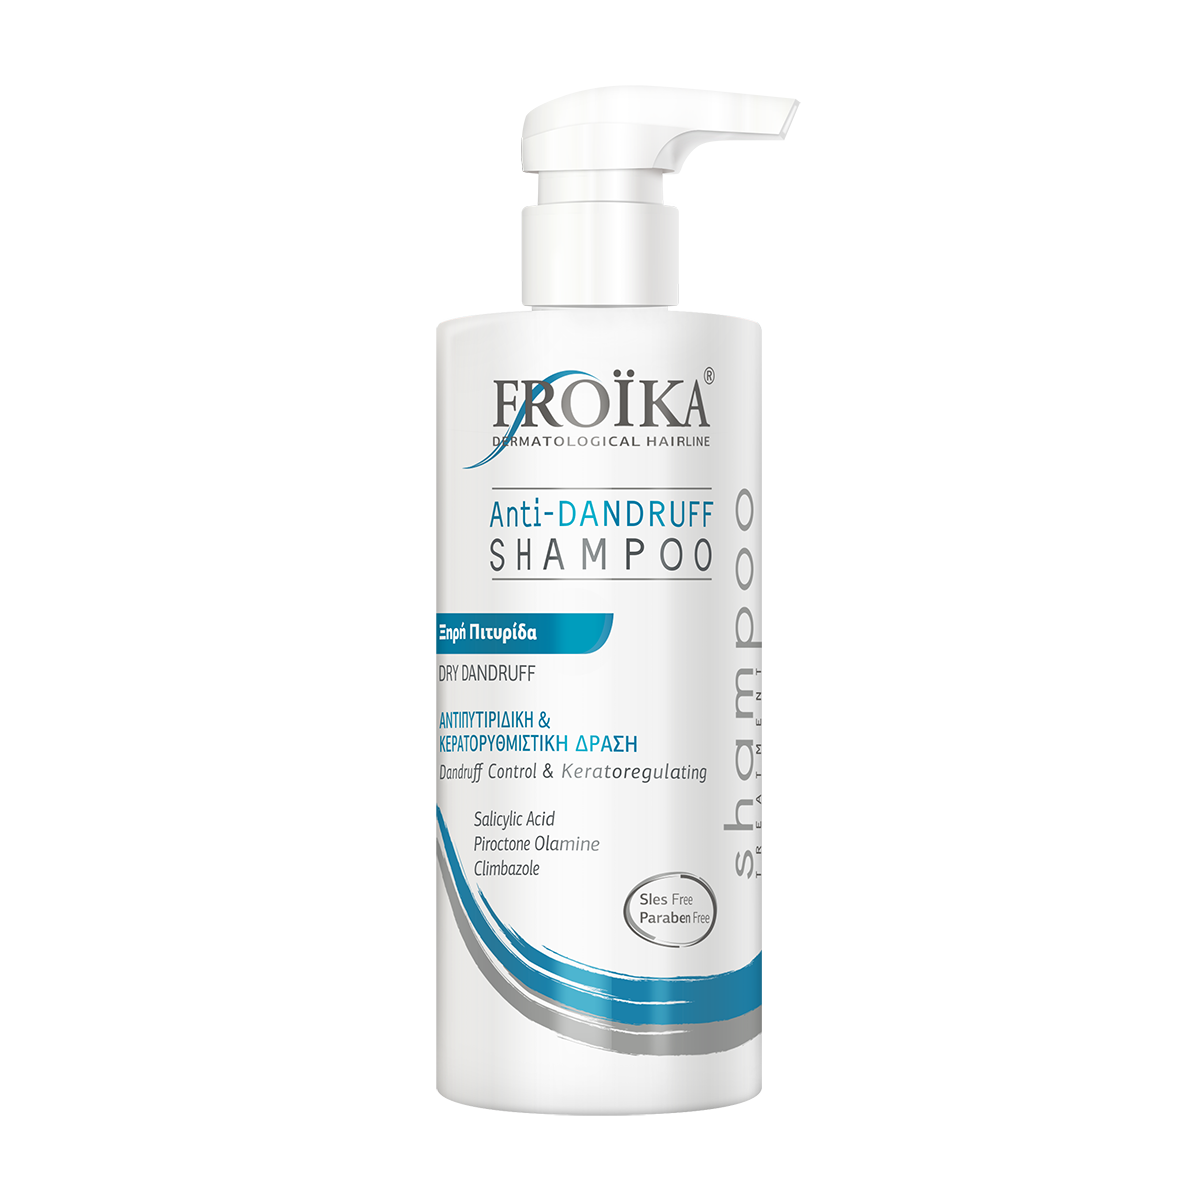 FROÏKA®
DERMATOLOGICAL HAIRLINE
Anti-DANDRUFF
SHAMPOO
Ξηρή Πιτυρίδα
DRY DANDRUFF
ΑΝΤΙΠΥΤΙΡΙΔΙΚΗ &
ΚΕΡΑΤΟΡΥΘΜΙΣΤΙΚΗ ΔΡΑΣΗ
Dandruff Control & Keratoregulating
Salicylic Acid
Piroctone Olamine
Climbazole
Sles Free
Paraben Free
shampoo
TREATMENT